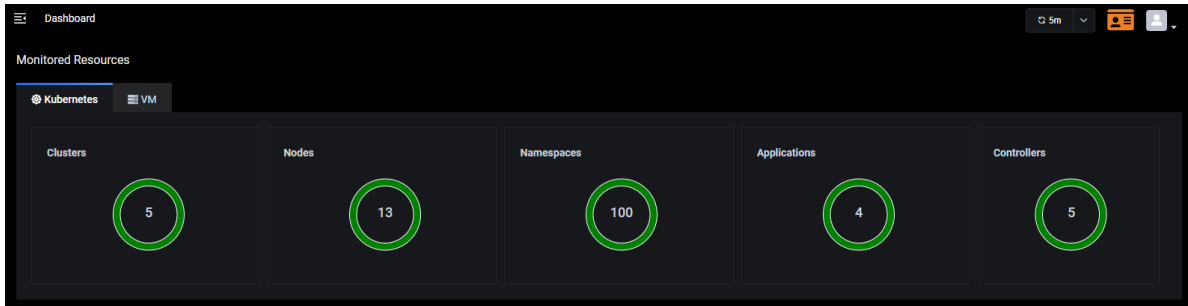 Dashboard
5m
Monitored Resources
Kubernetes
VM
Clusters
Nodes
Namespaces
Applications
Controllers
5
13
100
4
5